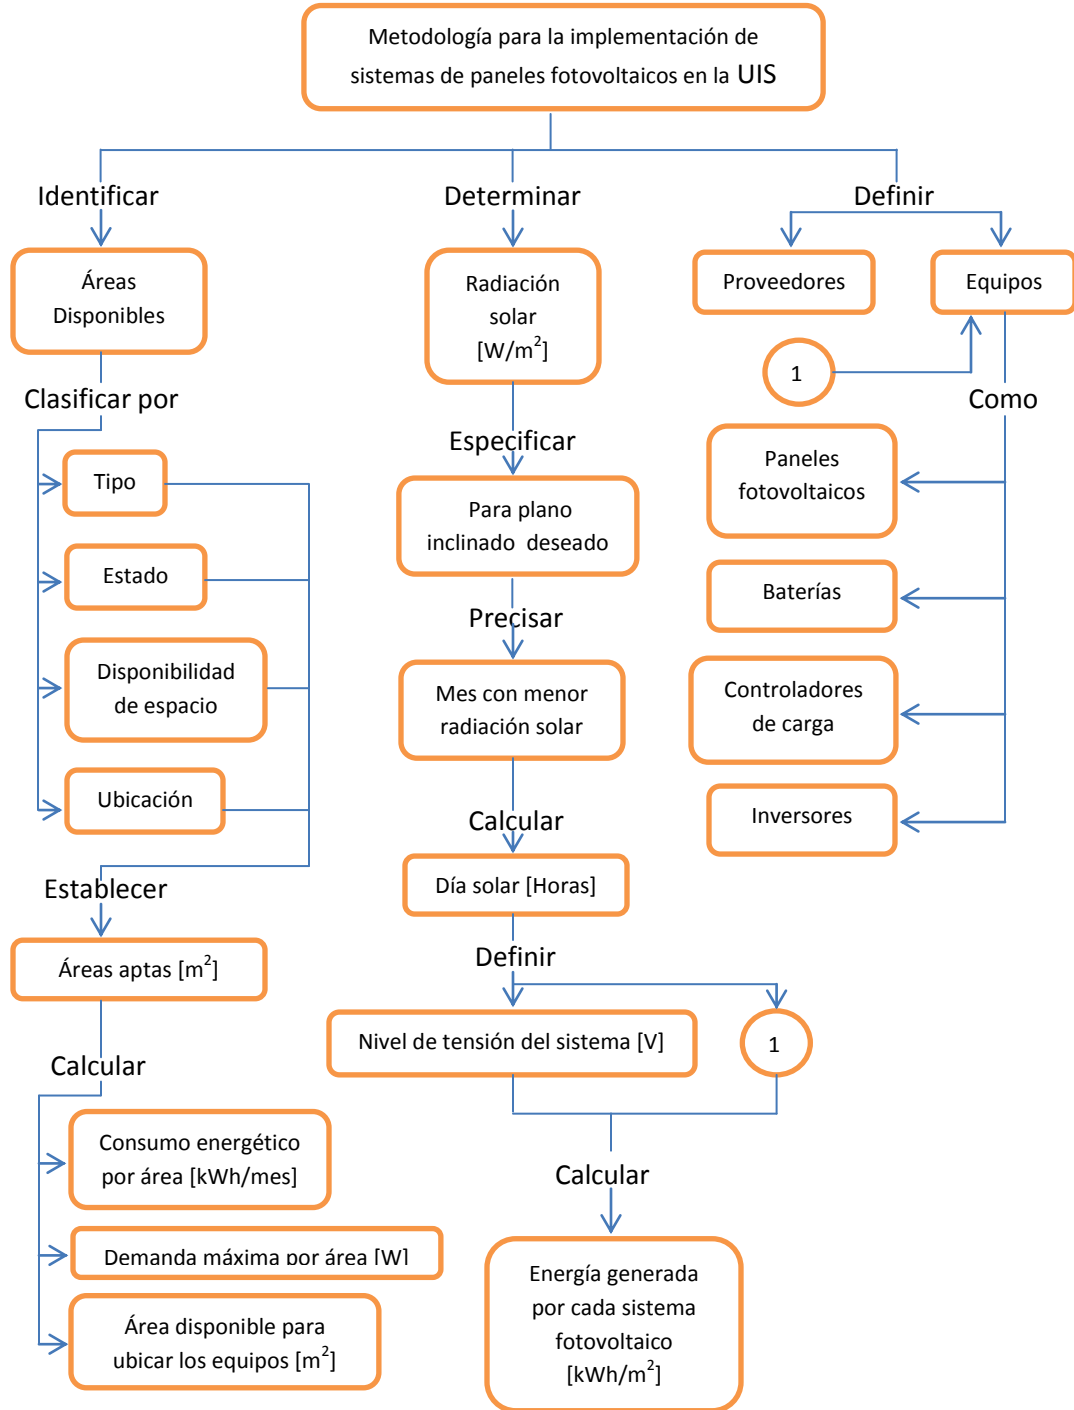 Metodología para la implementación de
sistemas de paneles fotovoltaicos en la UIS
Identificar
Determinar
Definir
Áreas
Disponibles
Radiación
solar
[W/m²]
Proveedores
Equipos
1
Clasificar por
Como
Especificar
Tipo
Paneles
fotovoltaicos
Para plano
inclinado deseado
Estado
Baterías
Precisar
Disponibilidad
de espacio
Mes con menor
radiación solar
Controladores
de carga
Ubicación
Calcular
Inversores
Establecer
Día solar [Horas]
Definir
Áreas aptas [m²]
Nivel de tensión del sistema [V]
1
Calcular
Consumo energético
por área [kWh/mes]
Calcular
Demanda máxima por área [W]
Energía generada
por cada sistema
fotovoltaico
[kWh/m²]
Área disponible para
ubicar los equipos [m²]